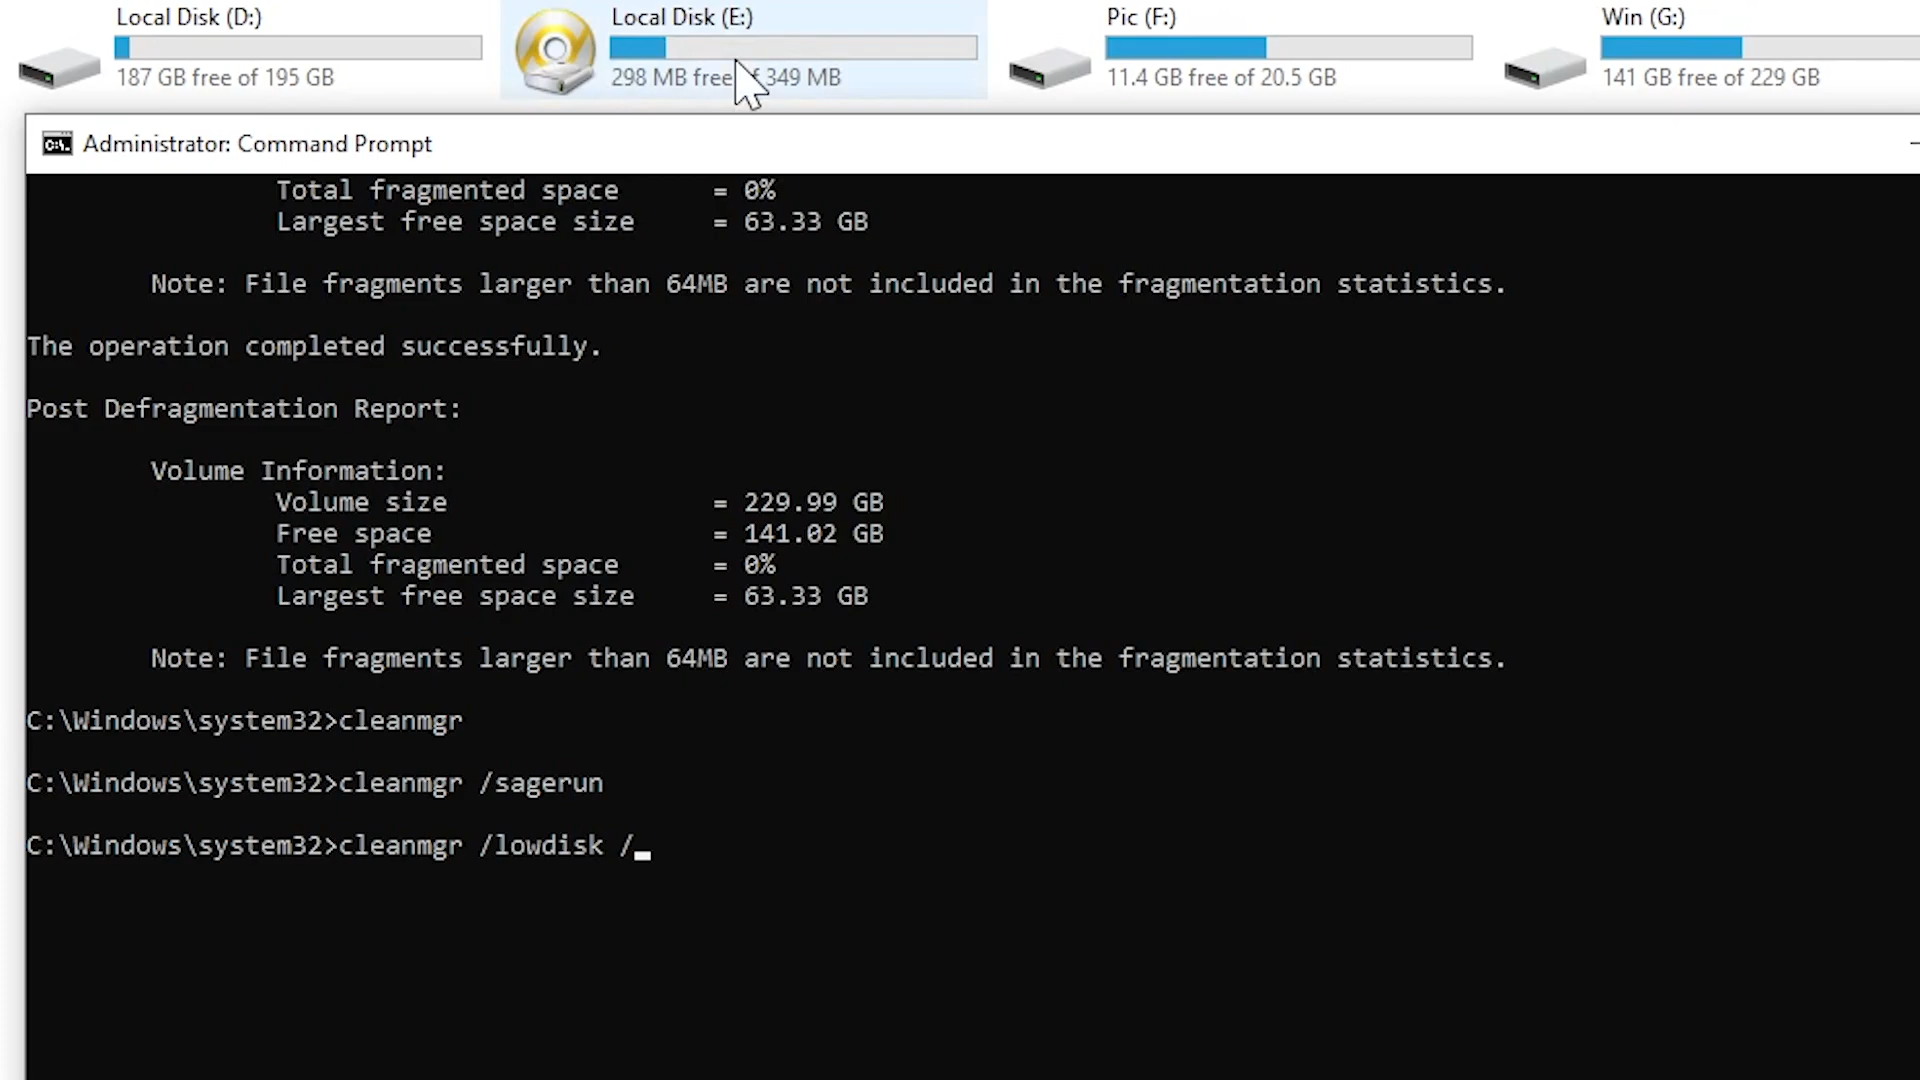 Local Disk (D:)
187 GB free of 195 GB
Local Disk (E:)
298 MB free of 349 MB
Pic (F:)
11.4 GB free of 20.5 GB
Win (G:)
141 GB free of 229 GB
Administrator: Command Prompt
Total fragmented space = 0%
Largest free space size = 63.33 GB
Note: File fragments larger than 64MB are not included in the fragmentation statistics.
The operation completed successfully.
Post Defragmentation Report:
Volume Information:
Volume size = 229.99 GB
Free space = 141.02 GB
Total fragmented space = 0%
Largest free space size = 63.33 GB
Note: File fragments larger than 64MB are not included in the fragmentation statistics.
C:\Windows\system32>cleanmgr
C:\Windows\system32>cleanmgr /sagerun
C:\Windows\system32>cleanmgr /lowdisk /